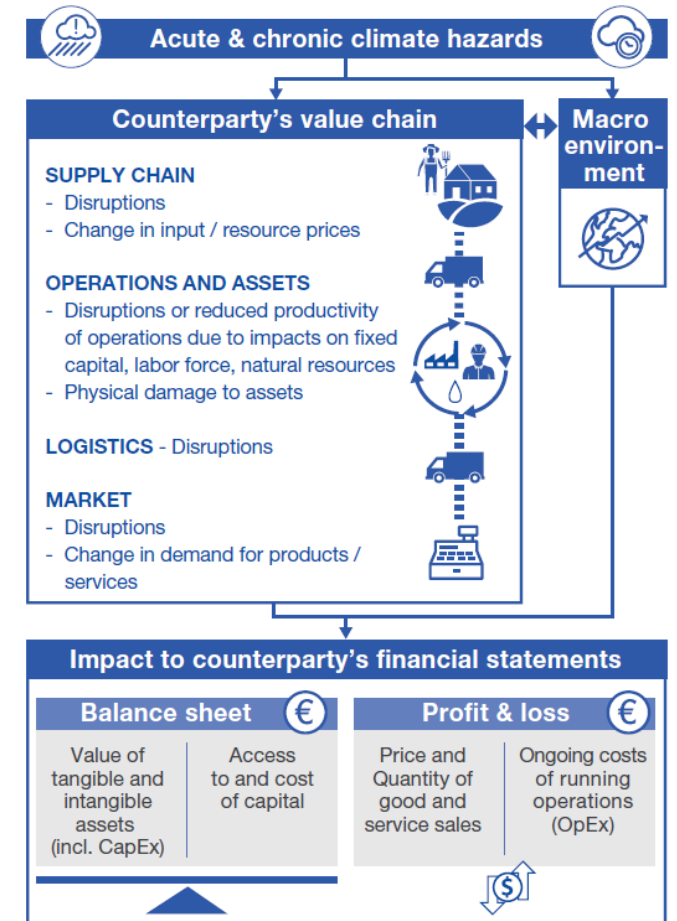 Acute & chronic climate hazards
Counterparty's value chain
Macro
environ-
ment
SUPPLY CHAIN
- Disruptions
- Change in input / resource prices
OPERATIONS AND ASSETS
- Disruptions or reduced productivity
of operations due to impacts on fixed
capital, labor force, natural resources
- Physical damage to assets
LOGISTICS - Disruptions
MARKET
- Disruptions
- Change in demand for products /
services
Impact to counterparty's financial statements
Balance sheet €
Value of
tangible and
intangible
assets
(incl. CapEx)
Access
to and cost
of capital
Profit & loss €
Price and
Quantity of
good and
service sales
Ongoing costs
of running
operations
(OpEx)
$